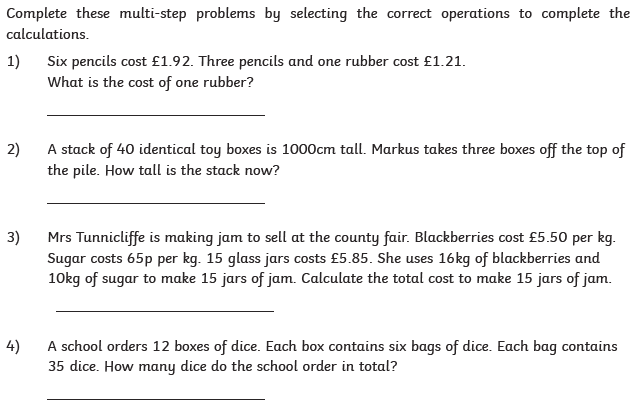 Complete these multi-step problems by selecting the correct operations to complete the
calculations.
1) Six pencils cost £1.92. Three pencils and one rubber cost £1.21.
What is the cost of one rubber?
2) A stack of 40 identical toy boxes is 1000cm tall. Markus takes three boxes off the top of
the pile. How tall is the stack now?
3) Mrs Tunnicliffe is making jam to sell at the county fair. Blackberries cost £5.50 per kg.
Sugar costs 65p per kg. 15 glass jars costs £5.85. She uses 16kg of blackberries and
10kg of sugar to make 15 jars of jam. Calculate the total cost to make 15 jars of jam.
4) A school orders 12 boxes of dice. Each box contains six bags of dice. Each bag contains
35 dice. How many dice do the school order in total?